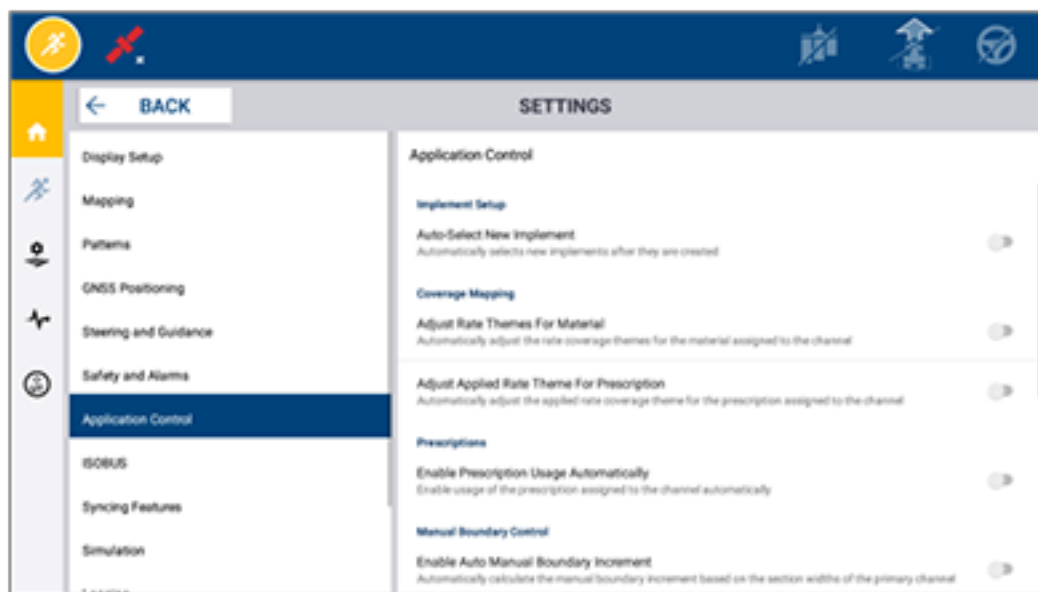 BACK
SETTINGS
Display Setup
Mapping
Patterns
GNSS Positioning
Steering and Guidance
Safety and Alarms
Application Control
ISOBUS
Syncing Features
Simulation
Application Control
Implement Setup
Auto-Select New Implement
Automatically selects new implements after they are created
Coverage Mapping
Adjust Rate Themes For Material
Automatically adjust the rate coverage themes for the material assigned to the channel
Adjust Applied Rate Theme For Prescription
Automatically adjust the applied rate coverage theme for the prescription assigned to the channel
Prescriptions
Enable Prescription Usage Automatically
Enable usage of the prescription assigned to the channel automatically
Manual Boundary Control
Enable Auto Manual Boundary Increment
Automatically calculate the manual boundary increment based on the section widths of the primary channel